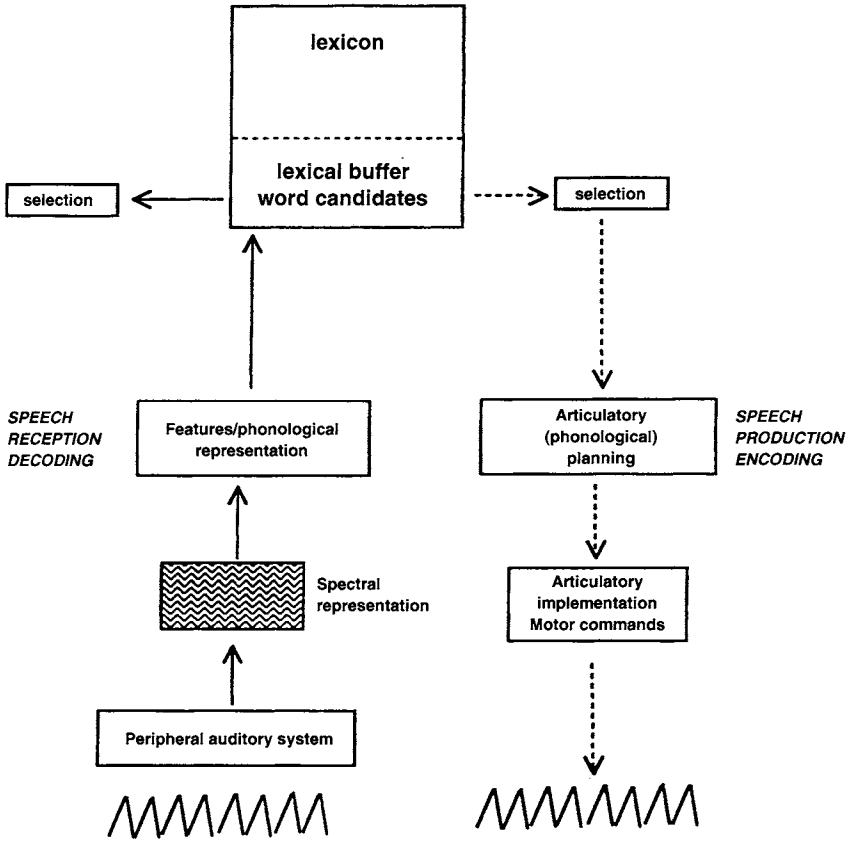 lexicon
lexical buffer
word candidates
selection
selection
SPEECH
RECEPTION
DECODING
Features/phonological
representation
Articulatory
(phonological)
planning
SPEECH
PRODUCTION
ENCODING
Spectral
representation
Articulatory
implementation
Motor commands
Peripheral auditory system